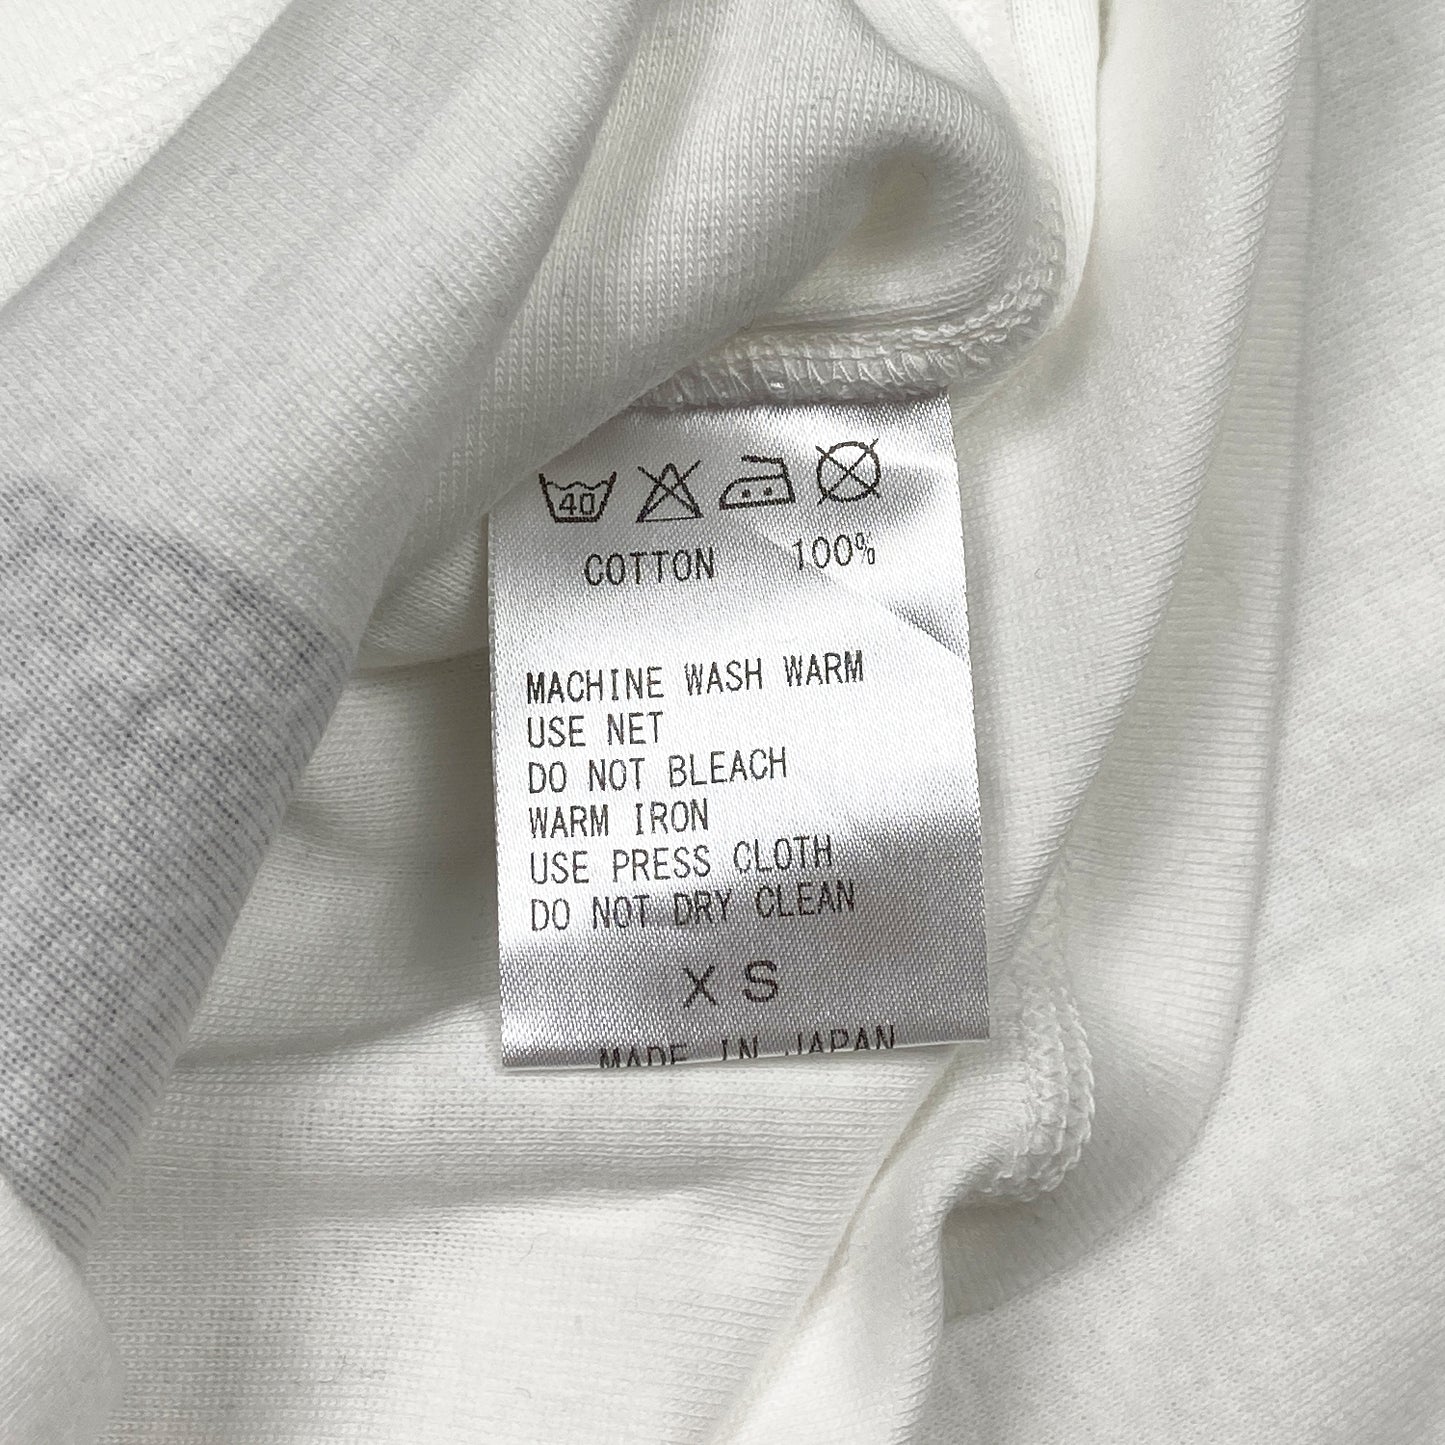 40
COTTON 100%
MACHINE WASH WARM
USE NET
DO NOT BLEACH
WARM IRON
USE PRESS CLOTH
DO NOT DRY CLEAN
XS
MADE IN JAPAN